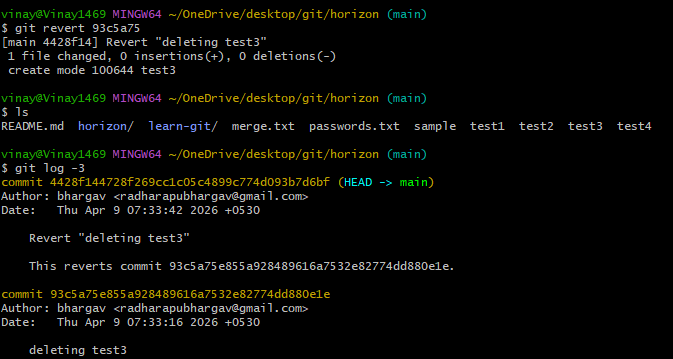 vinay@Vinay1469 MINGW64 ~/OneDrive/desktop/git/horizon (main)
$ git revert 93c5a75
[main 4428f14] Revert "deleting test3"
 1 file changed, 0 insertions(+), 0 deletions(-)
 create mode 100644 test3

vinay@Vinay1469 MINGW64 ~/OneDrive/desktop/git/horizon (main)
$ ls
README.md  horizon/  learn-git/  merge.txt  passwords.txt  sample  test1  test2  test3  test4

vinay@Vinay1469 MINGW64 ~/OneDrive/desktop/git/horizon (main)
$ git log -3
commit 4428f144728f269cc1c05c4899c774d093b7d6bf (HEAD -> main)
Author: bhargav <radharapubhargav@gmail.com>
Date:   Thu Apr 9 07:33:42 2026 +0530

    Revert "deleting test3"

    This reverts commit 93c5a75e855a928489616a7532e82774dd880e1e.

commit 93c5a75e855a928489616a7532e82774dd880e1e
Author: bhargav <radharapubhargav@gmail.com>
Date:   Thu Apr 9 07:33:16 2026 +0530

    deleting test3